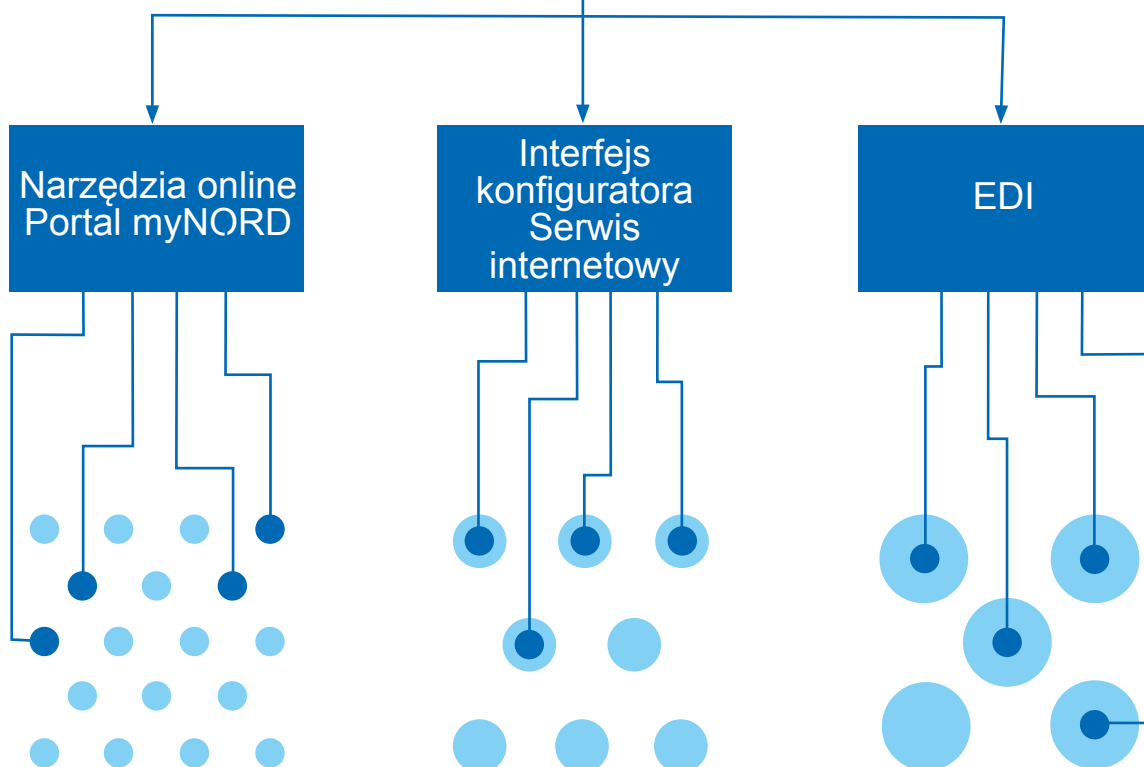 Narzędzia online
Portal myNORD
Interfejs
konfiguratora
Serwis
internetowy
EDI